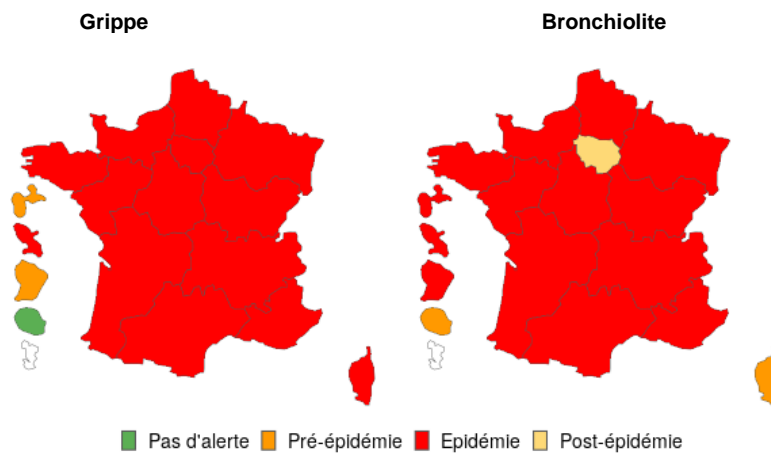 Grippe
Bronchiolite
Pas d'alerte
Pré-épidémie
Epidémie
Post-épidémie